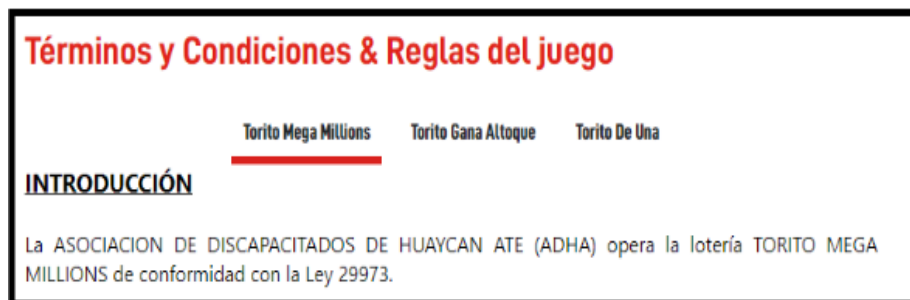 Términos y Condiciones & Reglas del juego
Torito Mega Millions Torito Gana Altoque Torito De Una
INTRODUCCIÓN
La ASOCIACION DE DISCAPACITADOS DE HUAYCAN ATE (ADHA) opera la lotería TORITO MEGA
MILLIONS de conformidad con la Ley 29973.